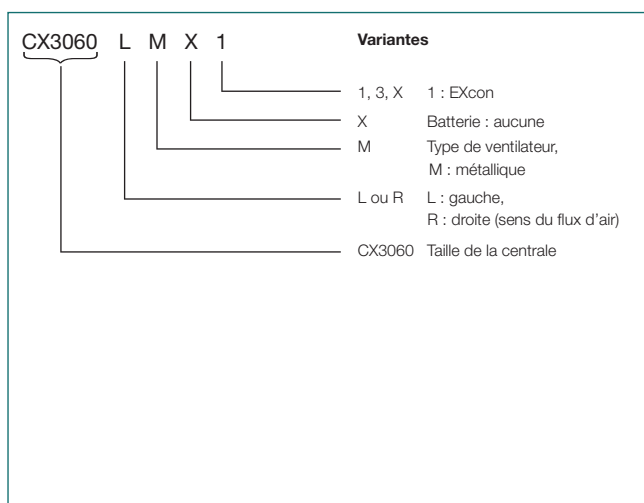 CX3060 L M X 1
Variantes
1, 3, X 1 : EXcon
X Batterie : aucune
M Type de ventilateur,
M : métallique
L ou R L : gauche,
R : droite (sens du flux d'air)
CX3060 Taille de la centrale